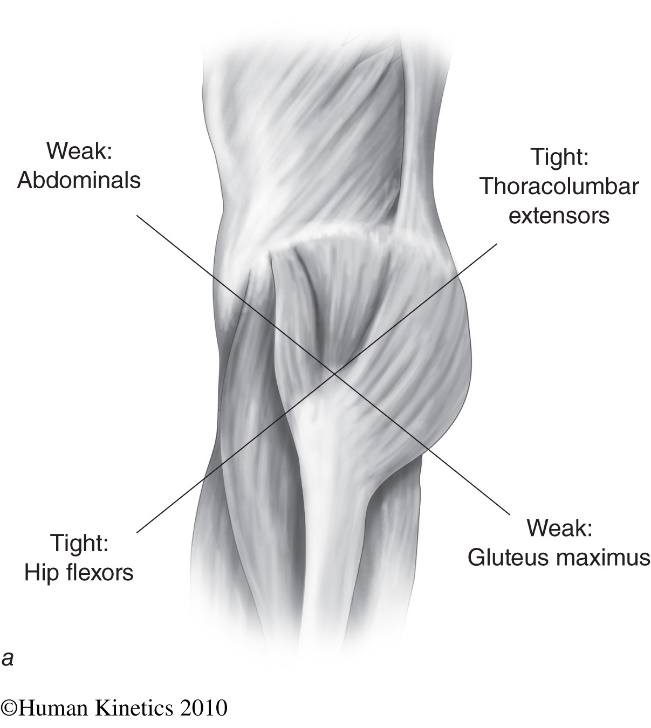 Weak:
Abdominals
Tight:
Thoracolumbar
extensors
Tight:
Hip flexors
Weak:
Gluteus maximus
a
©Human Kinetics 2010